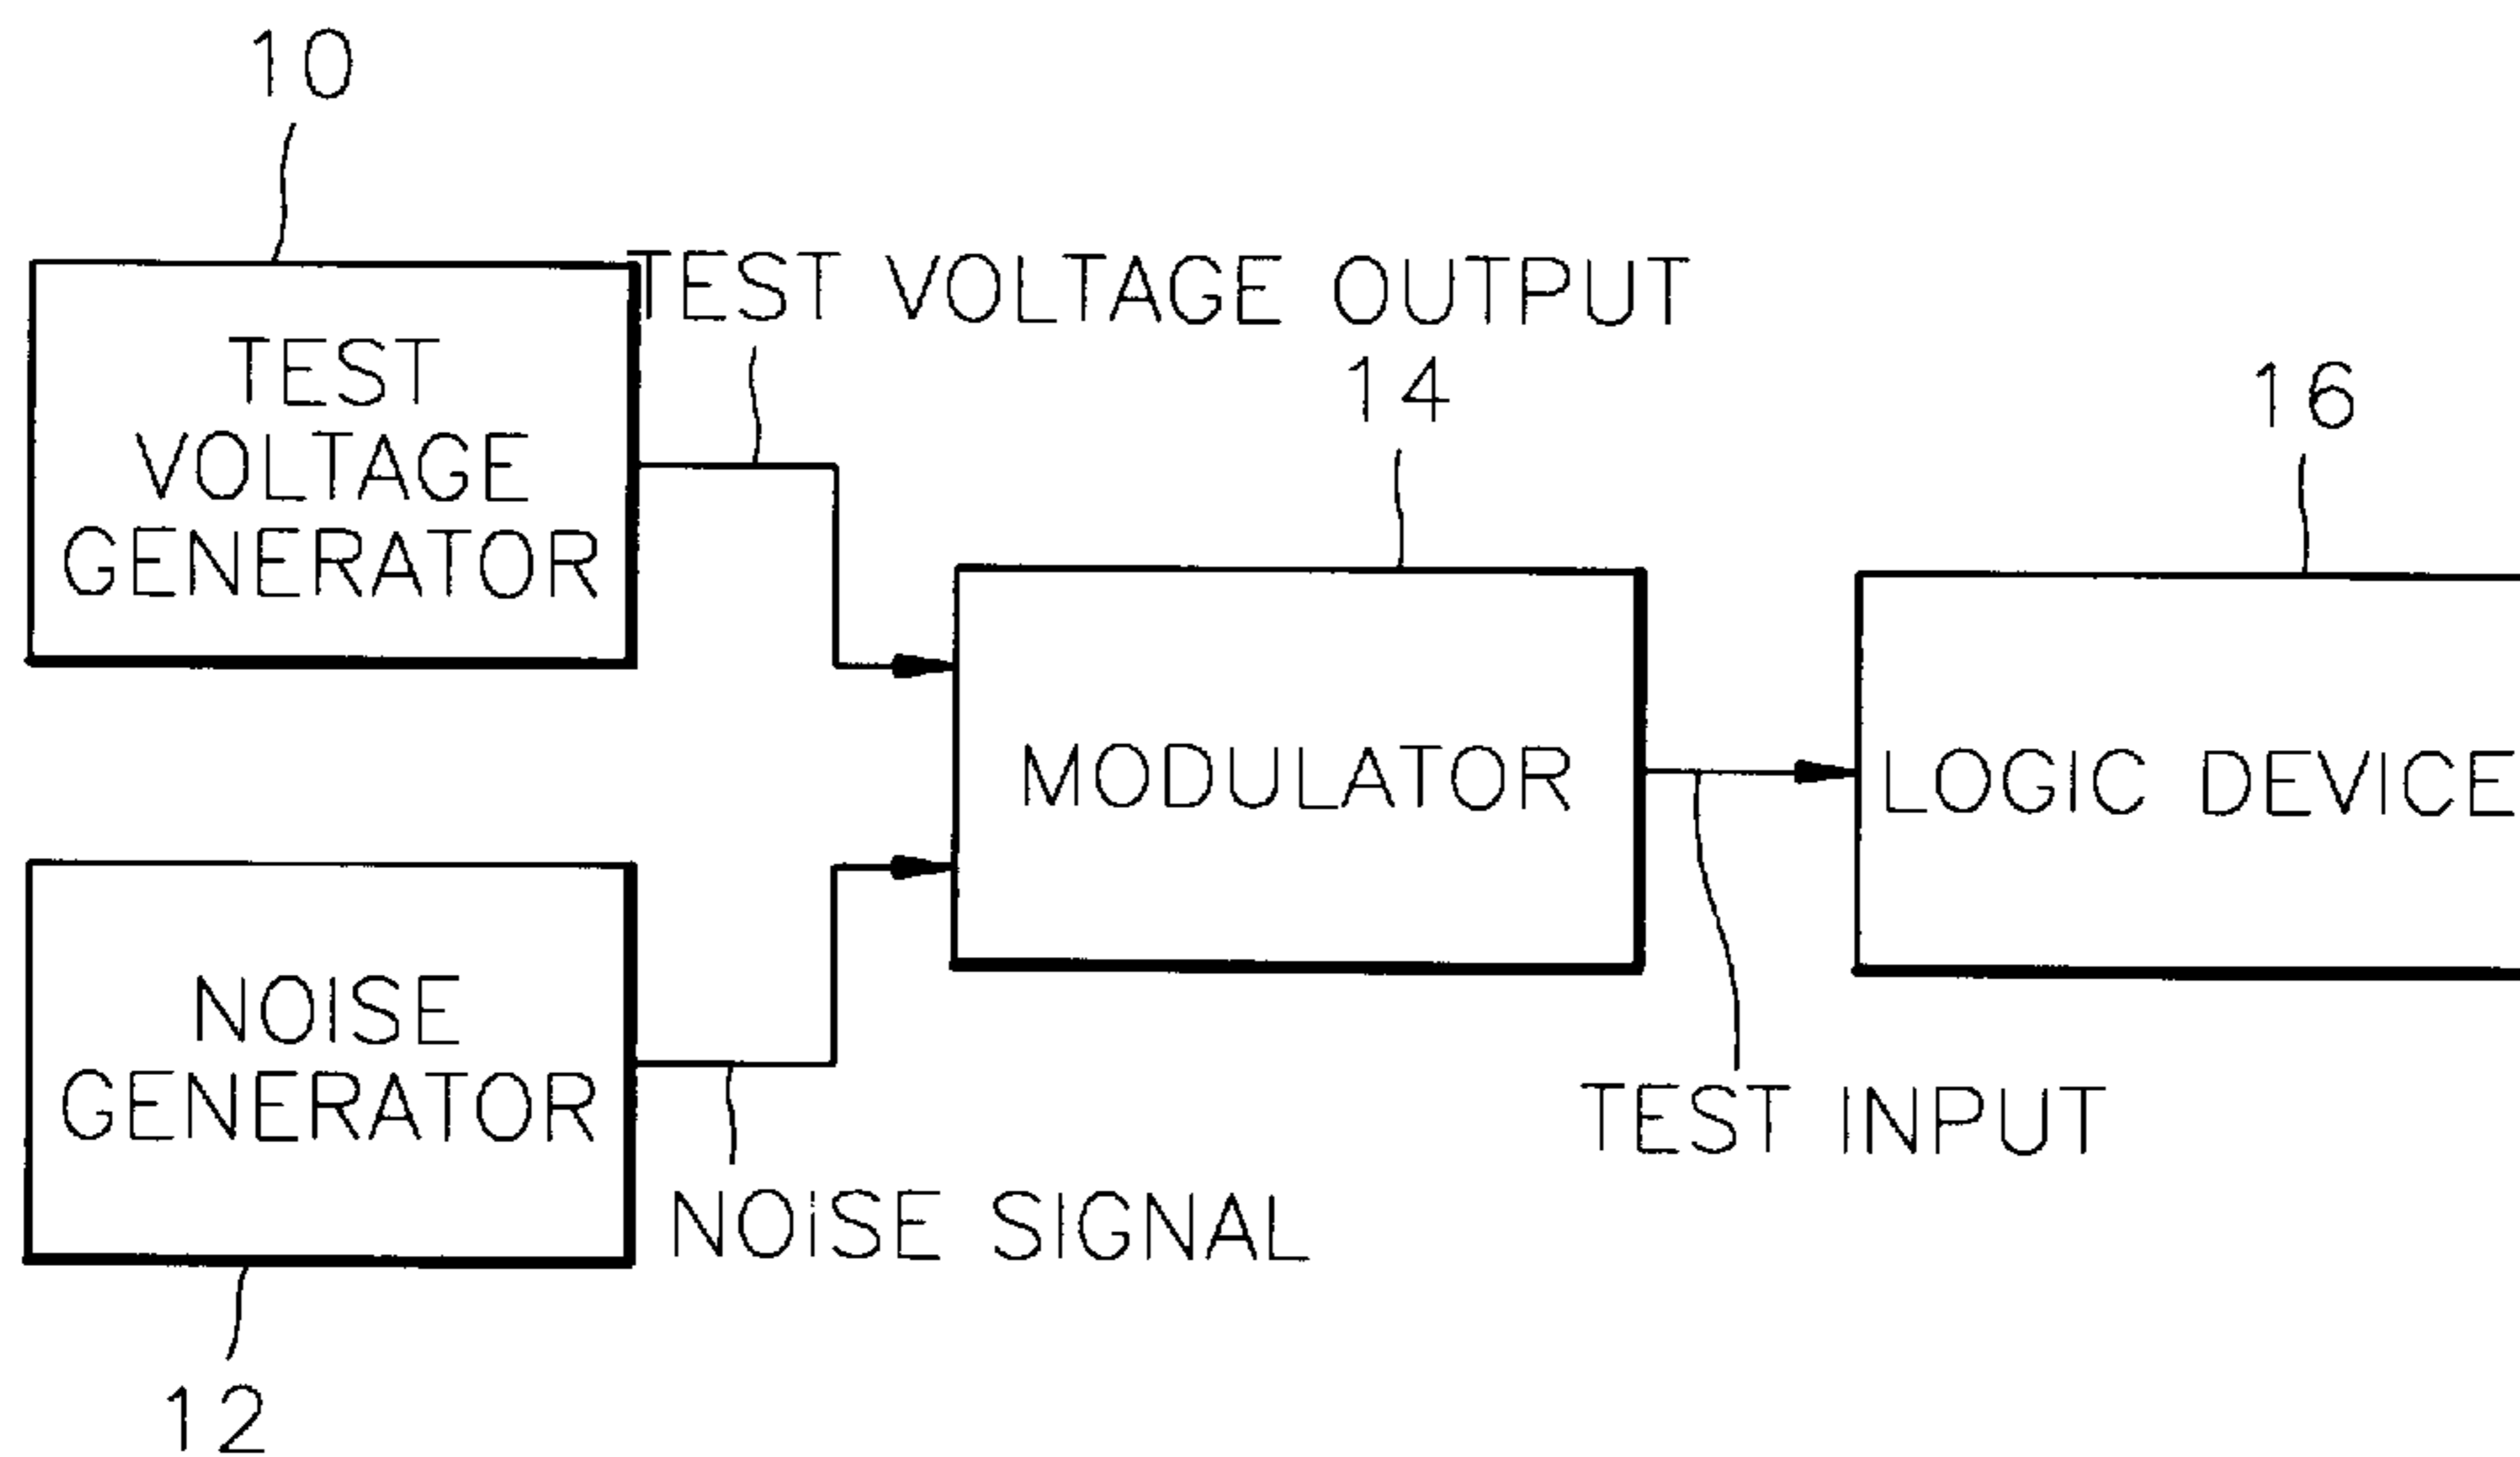 10
TEST VOLTAGE OUTPUT
TEST
VOLTAGE
GENERATOR
14
16
MODULATOR
LOGIC DEVICE
NOISE
GENERATOR
TEST INPUT
NOISE SIGNAL
12